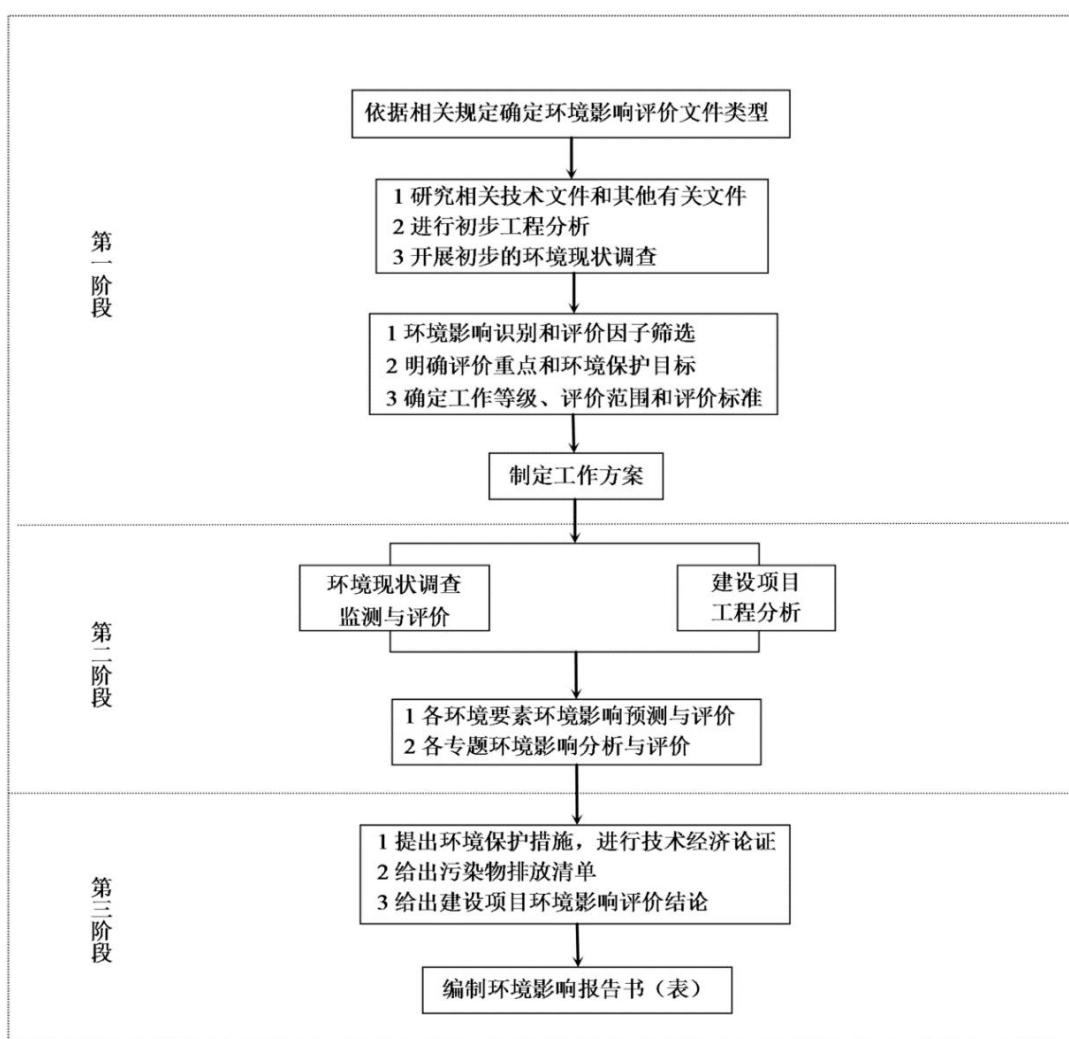 依据相关规定确定环境影响评价文件类型
1 研究相关技术文件和其他有关文件
2 进行初步工程分析
3 开展初步的环境现状调查
第一阶段
1 环境影响识别和评价因子筛选
2 明确评价重点和环境保护目标
3 确定工作等级、评价范围和评价标准
制定工作方案
环境现状调查
监测与评价
建设项目
工程分析
第二阶段
1 各环境要素环境影响预测与评价
2 各专题环境影响分析与评价
1 提出环境保护措施，进行技术经济论证
2 给出污染物排放清单
3 给出建设项目环境影响评价结论
第三阶段
编制环境影响报告书（表）